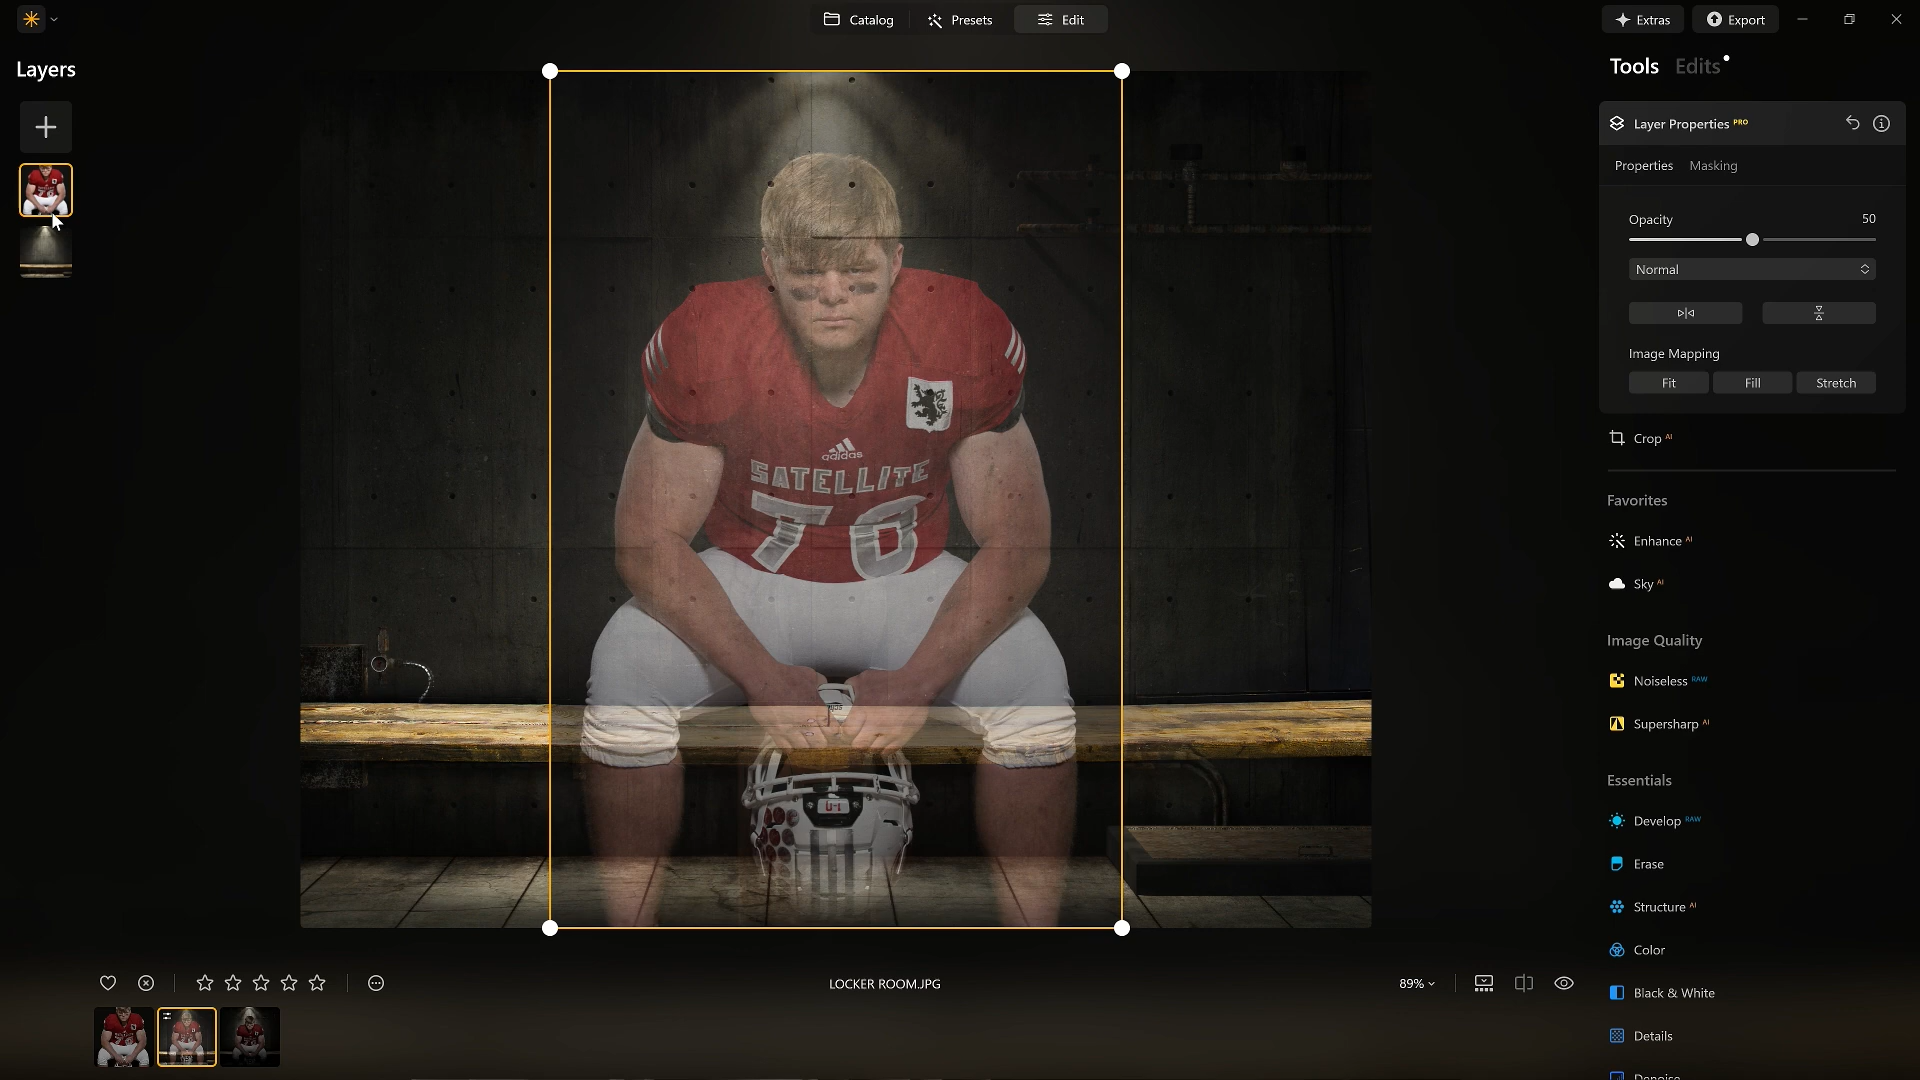 Catalog
Presets
Edit
Extras
Export
Layers
Tools Edits
Layer Properties PRO
Properties Masking
Opacity 50
Normal
Image Mapping
Fit Fill Stretch
Crop AI
Favorites
Enhance AI
Sky AI
Image Quality
Noiseless RAW
Supersharp AI
Essentials
Develop RAW
Erase
Structure AI
Color
Black & White
Details
Denoise
adidas
SATELLITE
76
LOCKER ROOM.JPG
89%